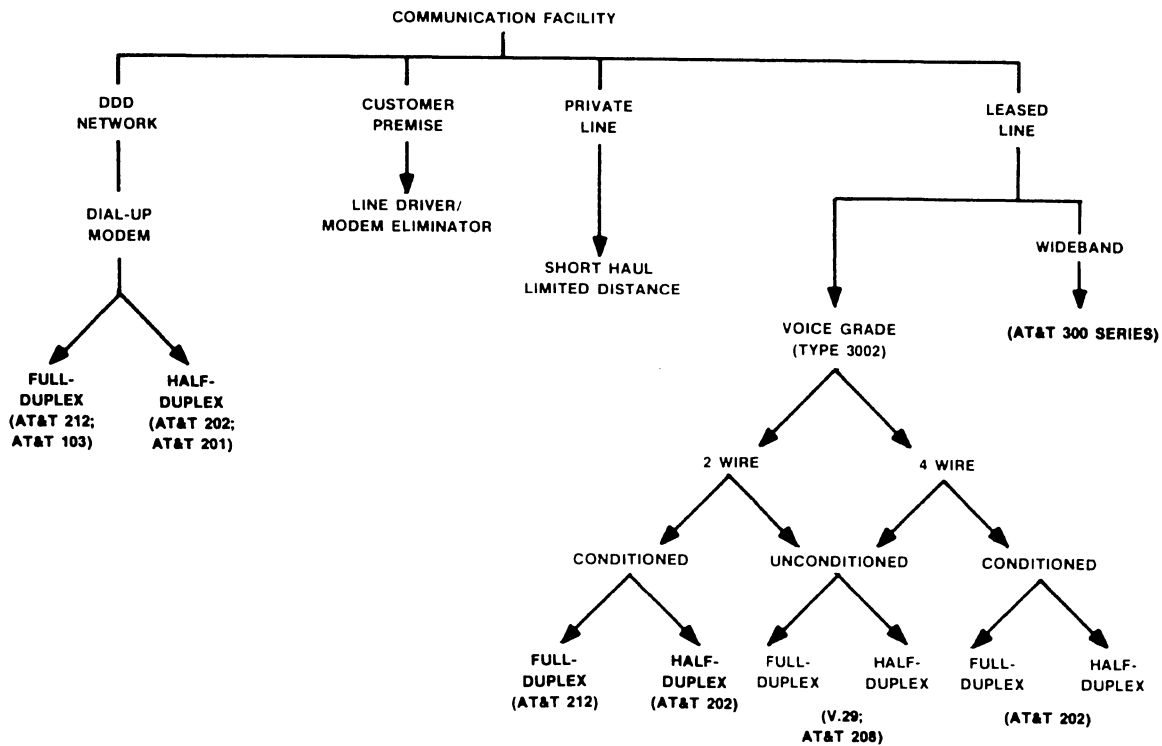 COMMUNICATION FACILITY
DDD
NETWORK
CUSTOMER
PREMISE
PRIVATE
LINE
LEASED
LINE
DIAL-UP
MODEM
LINE DRIVER/
MODEM ELIMINATOR
SHORT HAUL
LIMITED DISTANCE
WIDEBAND
VOICE GRADE
(TYPE 3002)
(AT&T 300 SERIES)
FULL-
DUPLEX
(AT&T 212;
AT&T 103)
HALF-
DUPLEX
(AT&T 202;
AT&T 201)
2 WIRE
4 WIRE
CONDITIONED
UNCONDITIONED
CONDITIONED
FULL-
DUPLEX
(AT&T 212)
HALF-
DUPLEX
(AT&T 202)
FULL-
DUPLEX
HALF-
DUPLEX
(V.29;
AT&T 208)
FULL-
DUPLEX
HALF-
DUPLEX
(AT&T 202)